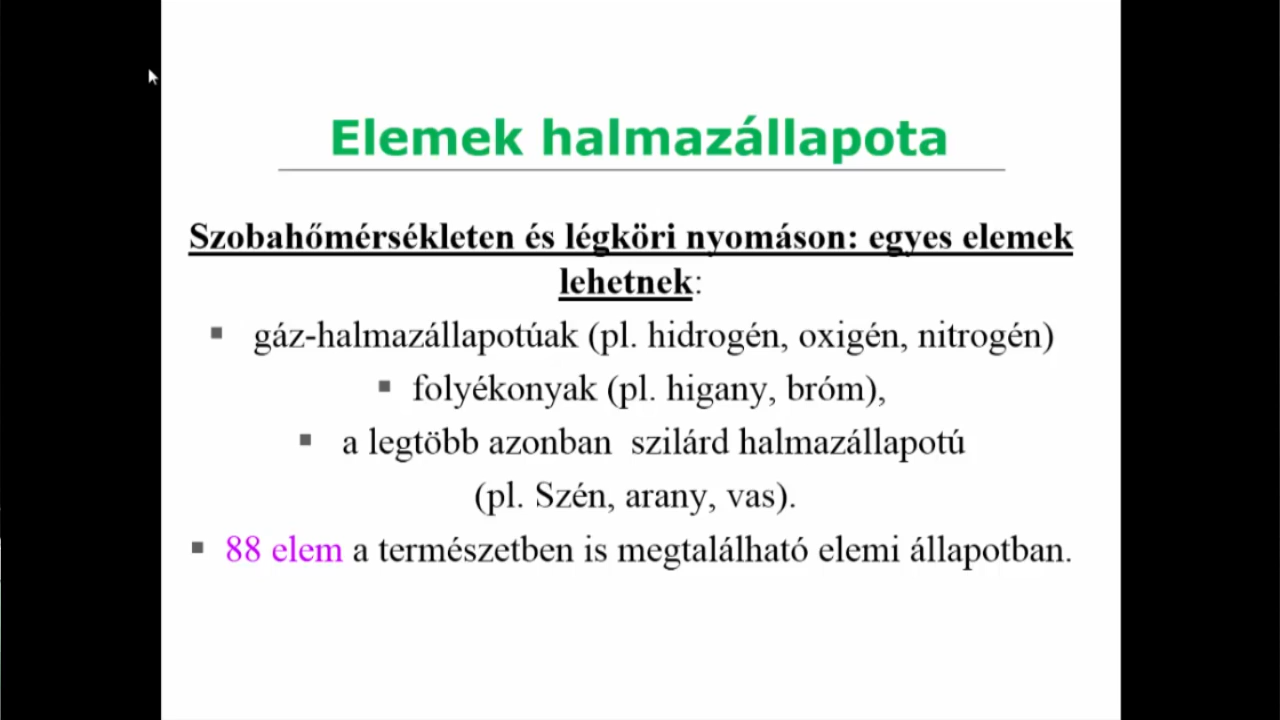 Elemek halmazállapota
Szobahőmérsékleten és légköri nyomáson: egyes elemek
lehetnek:
▪ gáz-halmazállapotúak (pl. hidrogén, oxigén, nitrogén)
▪ folyékonyak (pl. higany, bróm),
▪ a legtöbb azonban szilárd halmazállapotú
(pl. Szén, arany, vas).
▪ 88 elem a természetben is megtalálható elemi állapotban.